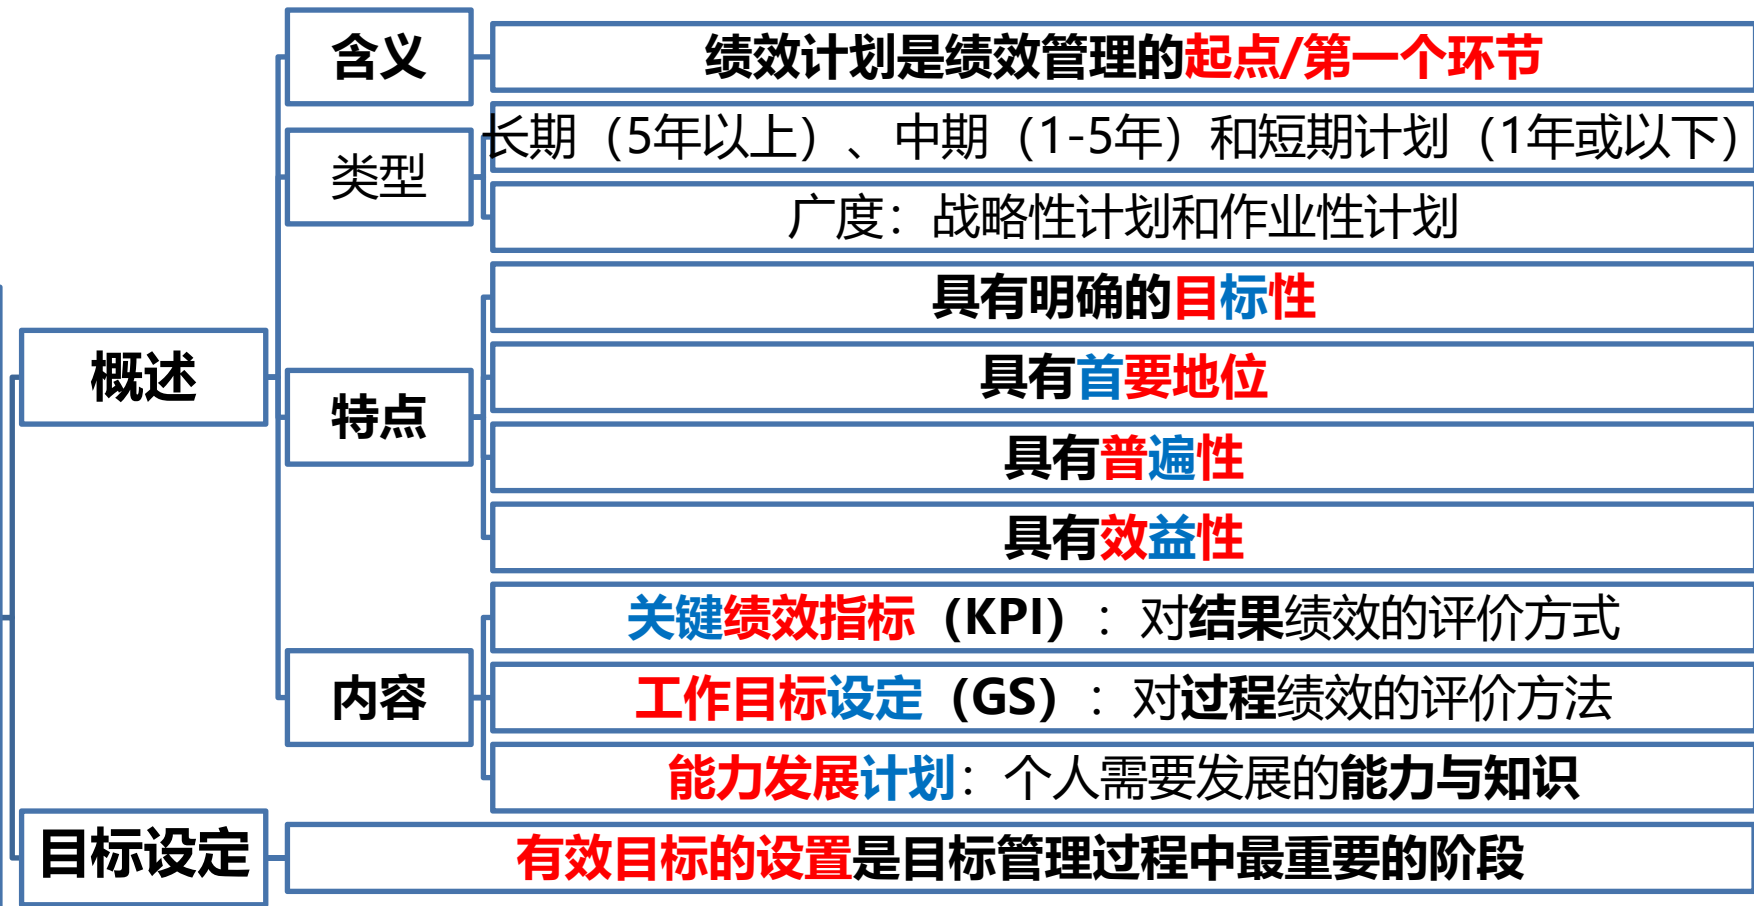 概述
含义
绩效计划是绩效管理的起点/第一个环节
类型
长期（5年以上）、中期（1-5年）和短期计划（1年或以下）
广度：战略性计划和作业性计划
特点
具有明确的目标性
具有首要地位
具有普遍性
具有效益性
内容
关键绩效指标（KPI）：对结果绩效的评价方式
工作目标设定（GS）：对过程绩效的评价方法
能力发展计划：个人需要发展的能力与知识
目标设定
有效目标的设置是目标管理过程中最重要的阶段